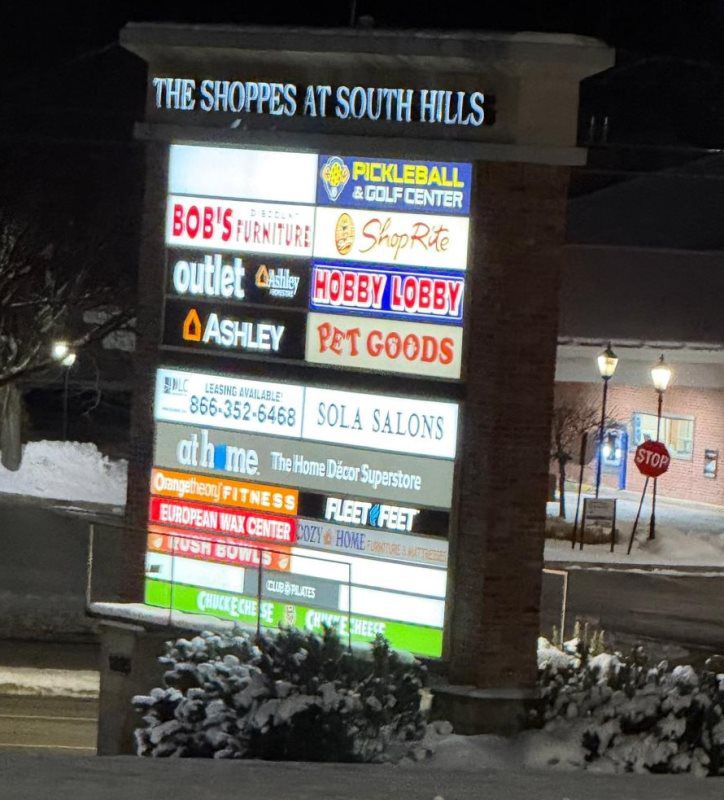 THE SHOPPES AT SOUTH HILLS
PICKLEBALL
& GOLF CENTER
BOB'S DISCOUNT
FURNITURE
ShopRite
outlet Ashley
HOBBY LOBBY
ASHLEY
PET GOODS
LEASING AVAILABLE!
866-352-6468
SOLA SALONS
at home. The Home Décor Superstore
Orangetheory FITNESS
FLEET FEET
EUROPEAN WAX CENTER
COZY HOME FURNITURE & MATTRESSES
RUSH BOWLS
CLUB PILATES
CHUCK E CHEESE CHUCK E CHEESE
STOP